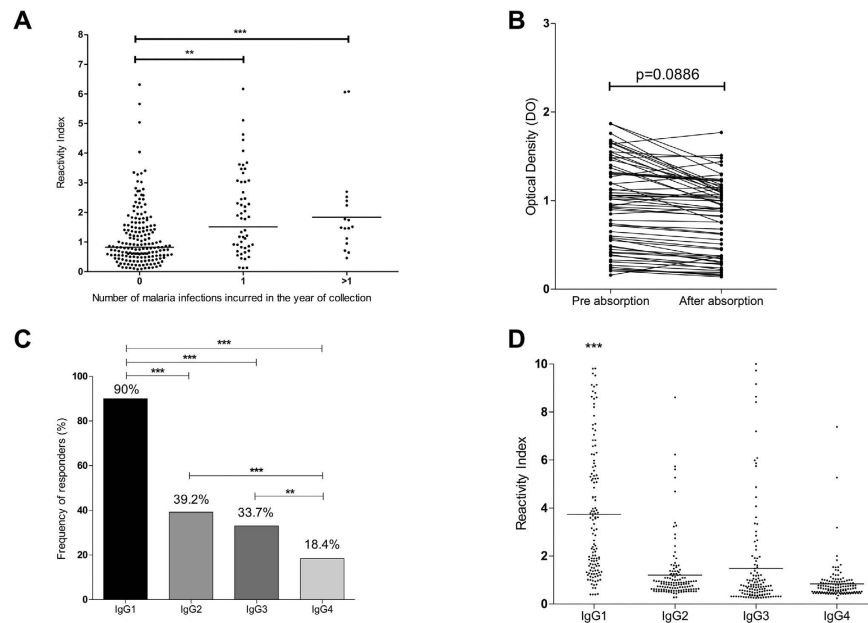 A
8
7
6
5
4
3
2
1
0
Reactivity Index
***
**
0 1 >1
Number of malaria infections incurred in the year of collection
B
3
2
1
0
Optical Density (DO)
p=0.0886
Pre absorption After absorption
C
***
***
***
100
80
60
40
20
0
Frequency of responders (%)
90%
***
**
39.2%
33.7%
18.4%
IgG1 IgG2 IgG3 IgG4
D
10
8
6
4
2
0
Reactivity Index
***
IgG1 IgG2 IgG3 IgG4